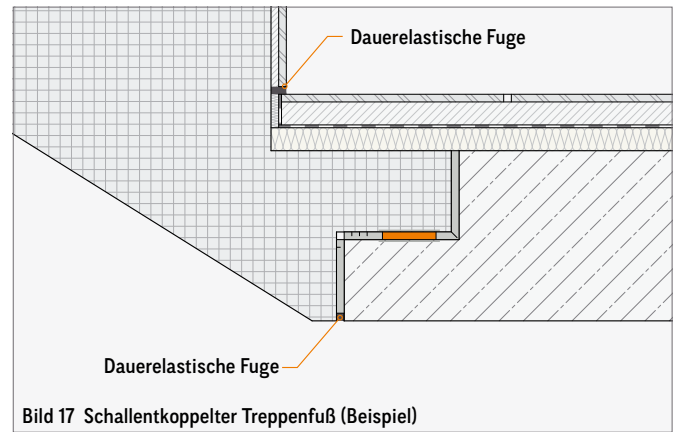 Dauerelastische Fuge
Dauerelastische Fuge
Bild 17 Schallentkoppelter Treppenfuß (Beispiel)